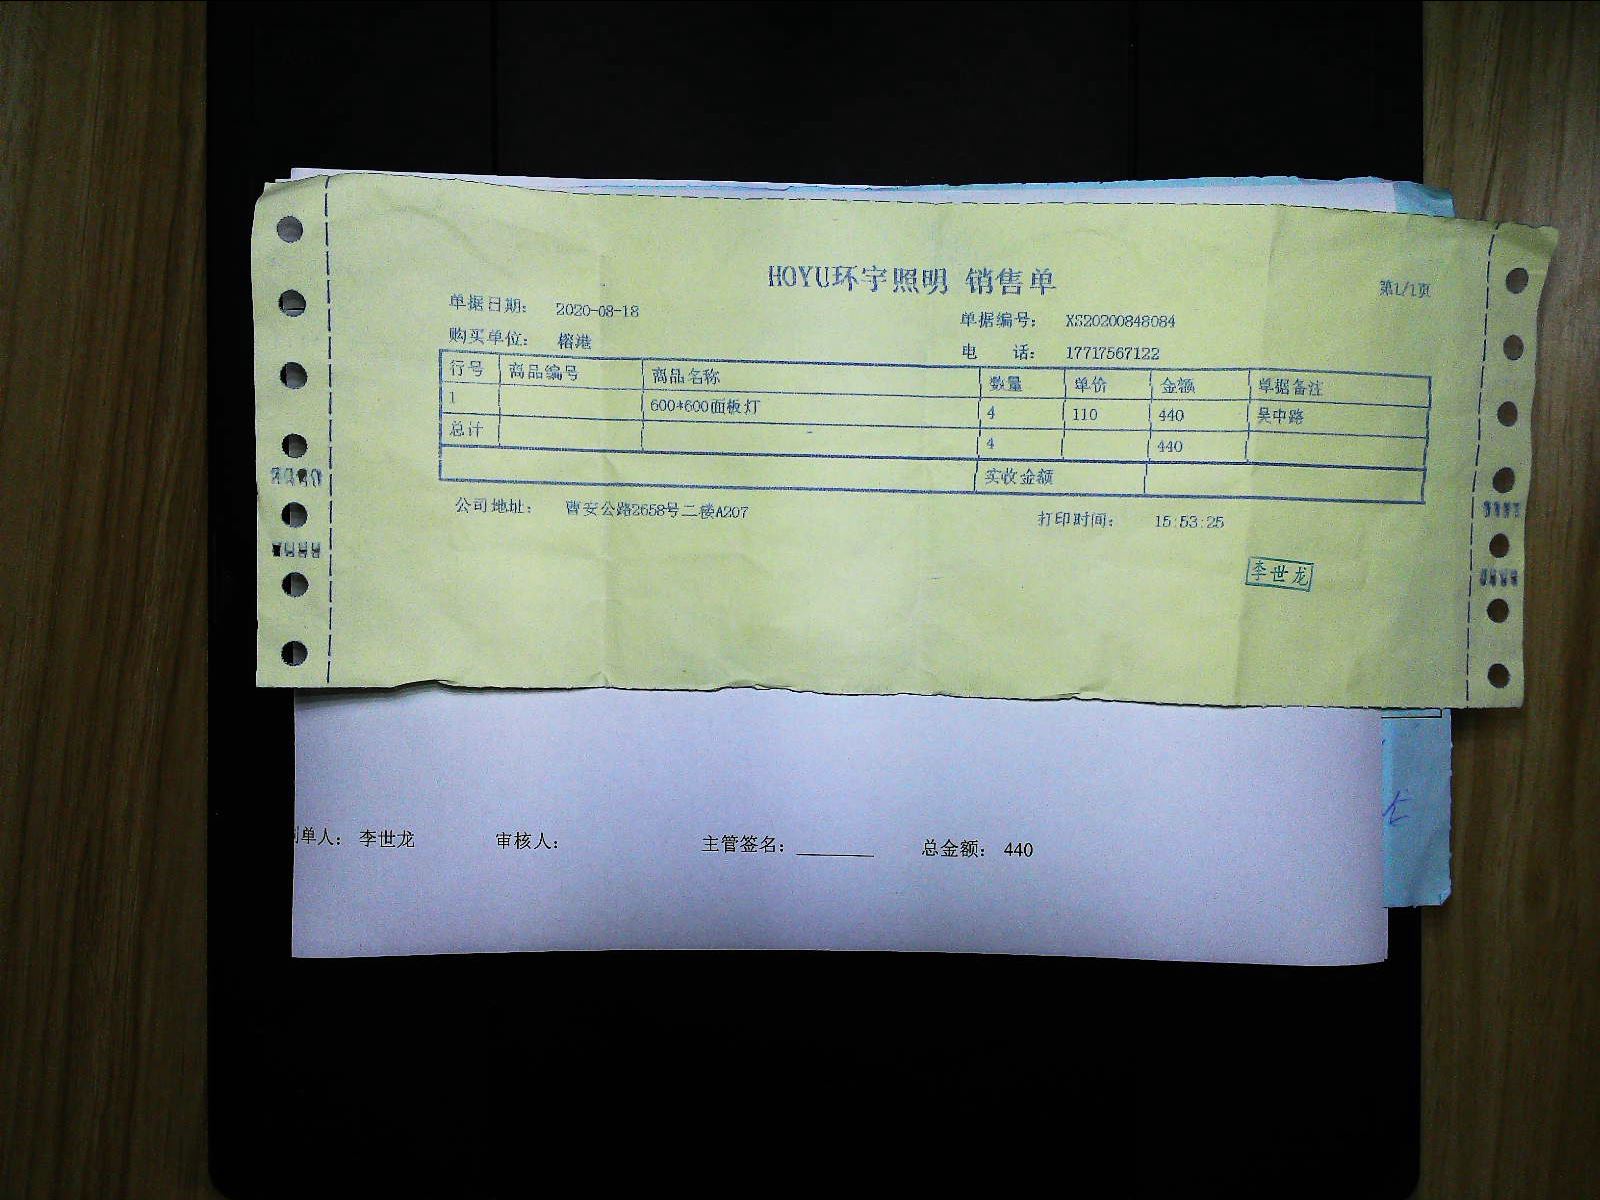 HOYU环宇照明 销售单
第1/1页
单据日期： 2020-08-18
单据编号： XS20200848084
购买单位： 榕港
电 话： 17717567122
行号 商品编号 商品名称 数量 单价 金额 单据备注
1 600*600面板灯 4 110 440 吴中路
总计 4 440
实收金额
公司地址： 曹安公路2658号二楼A207
打印时间： 15:53:25
李世龙
制单人： 李世龙 审核人： 主管签名： 总金额： 440